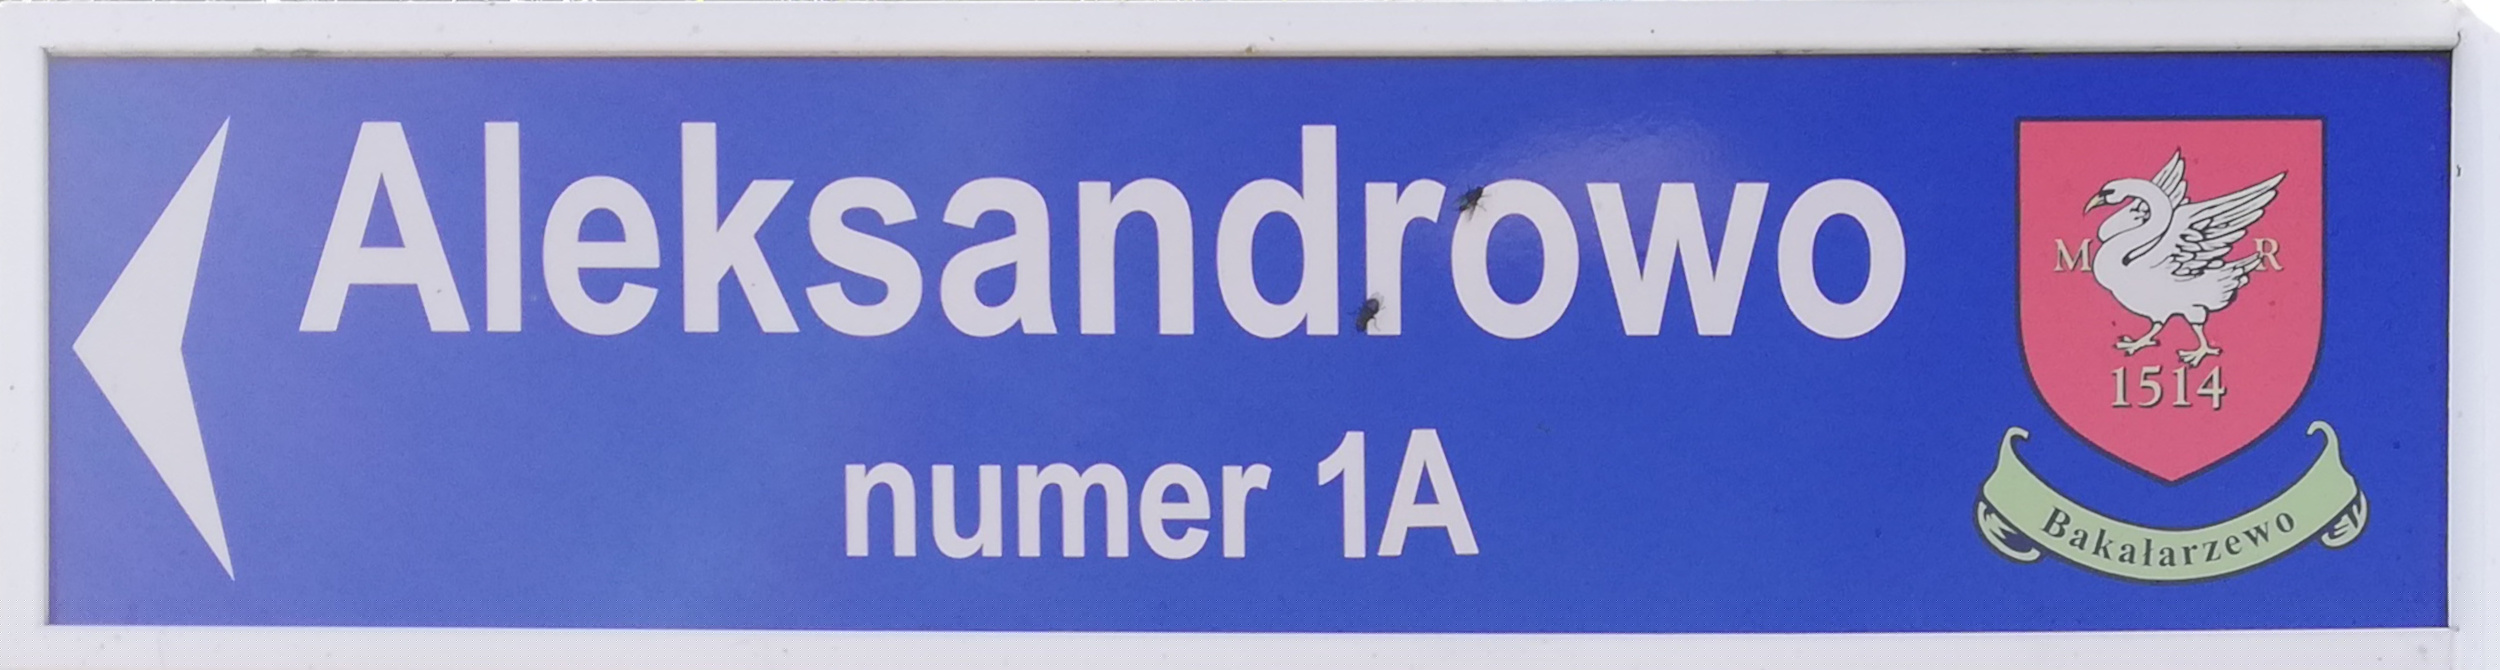 Aleksandrowo
numer 1A
M R
1514
Bakałarzewo